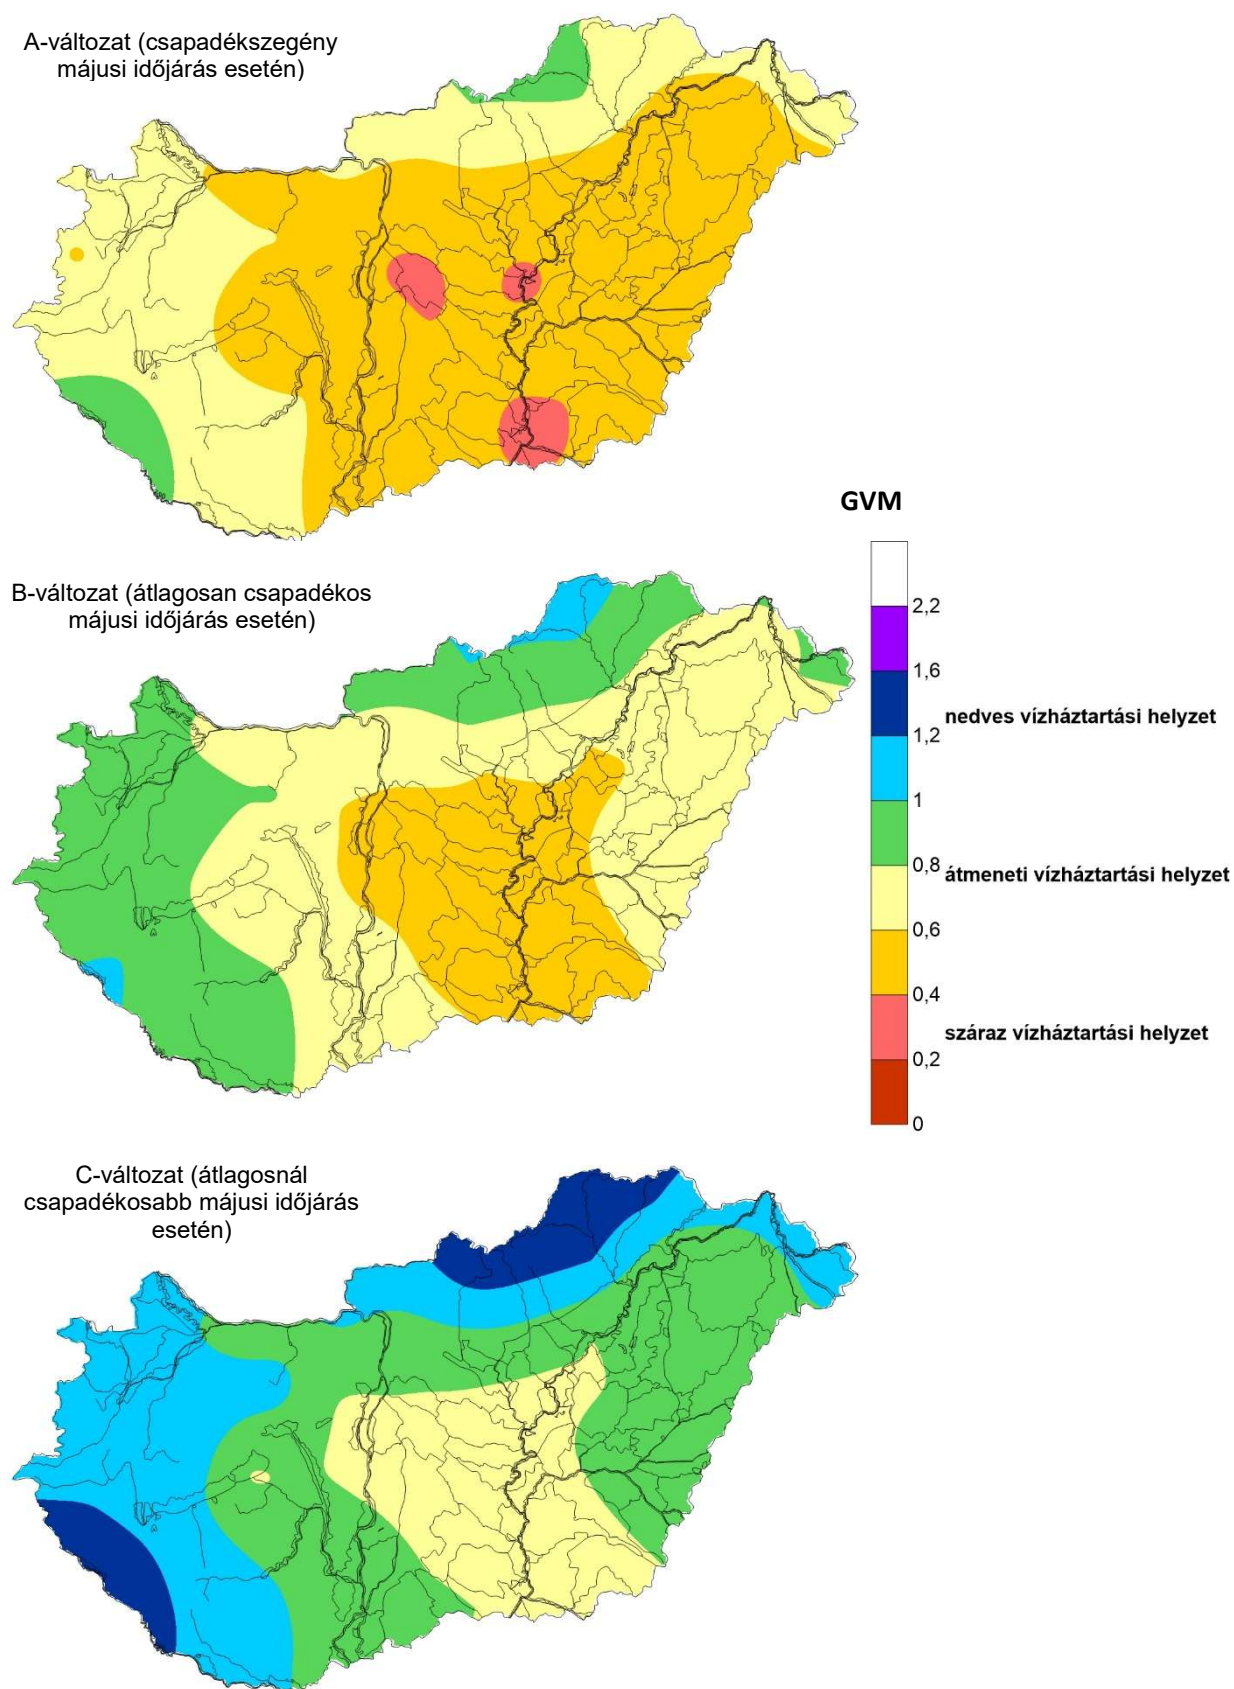 A-változat (csapadékszegény
májusi időjárás esetén)
GVM
B-változat (átlagosan csapadékos
májusi időjárás esetén)
2,2
1,6
nedves vízháztartási helyzet
1,2
1
0,8
átmeneti vízháztartási helyzet
0,6
0,4
száraz vízháztartási helyzet
0,2
0
C-változat (átlagosnál
csapadékosabb májusi időjárás
esetén)